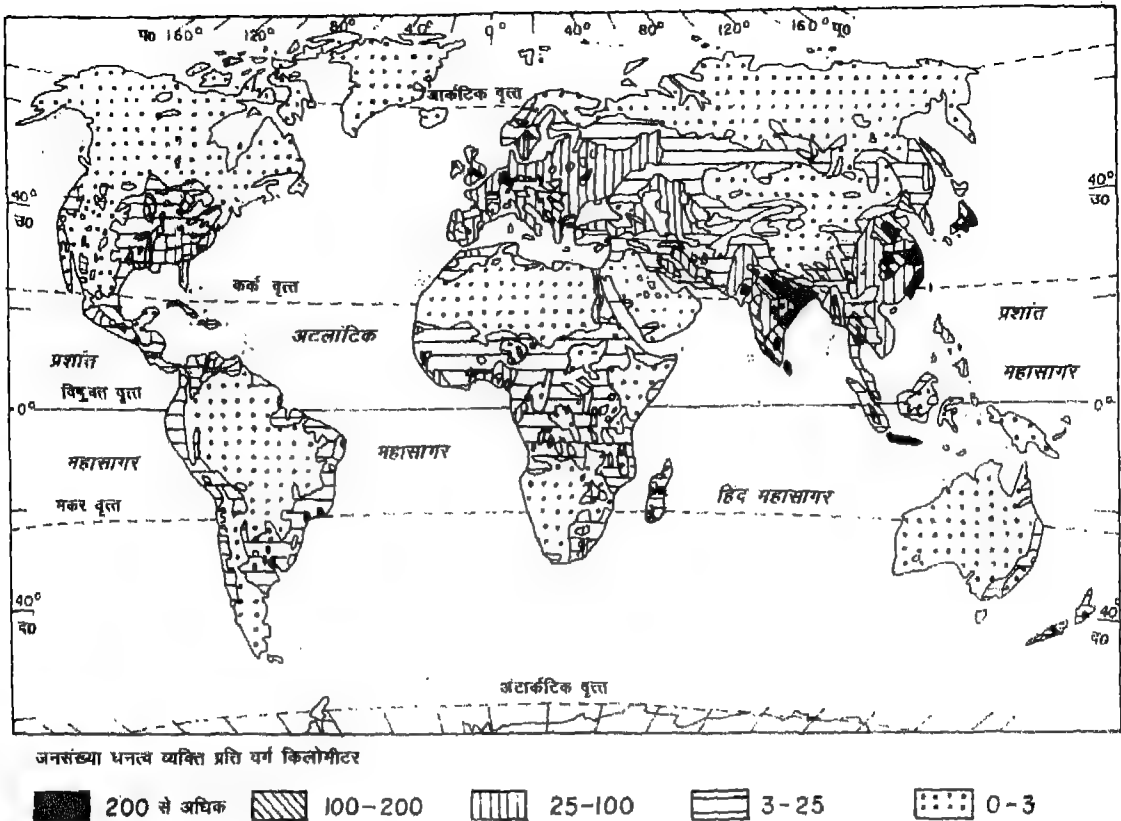 प० 160° 120° 80° 40° 0° 40° 80° 120° 160° पू०
आर्कटिक वृत्त
40° 40°
उ० उ०
कर्क वृत्त
अटलांटिक प्रशांत
प्रशांत महासागर
विषुवत वृत्त
0° 0°
महासागर महासागर
मकर वृत्त हिंद महासागर
40° 40
द० द०
अंटार्कटिक वृत्त
जनसंख्या धनत्व व्यक्ति प्रति वर्ग किलोमीटर
200 से अधिक 100-200 25-100 3-25 0-3